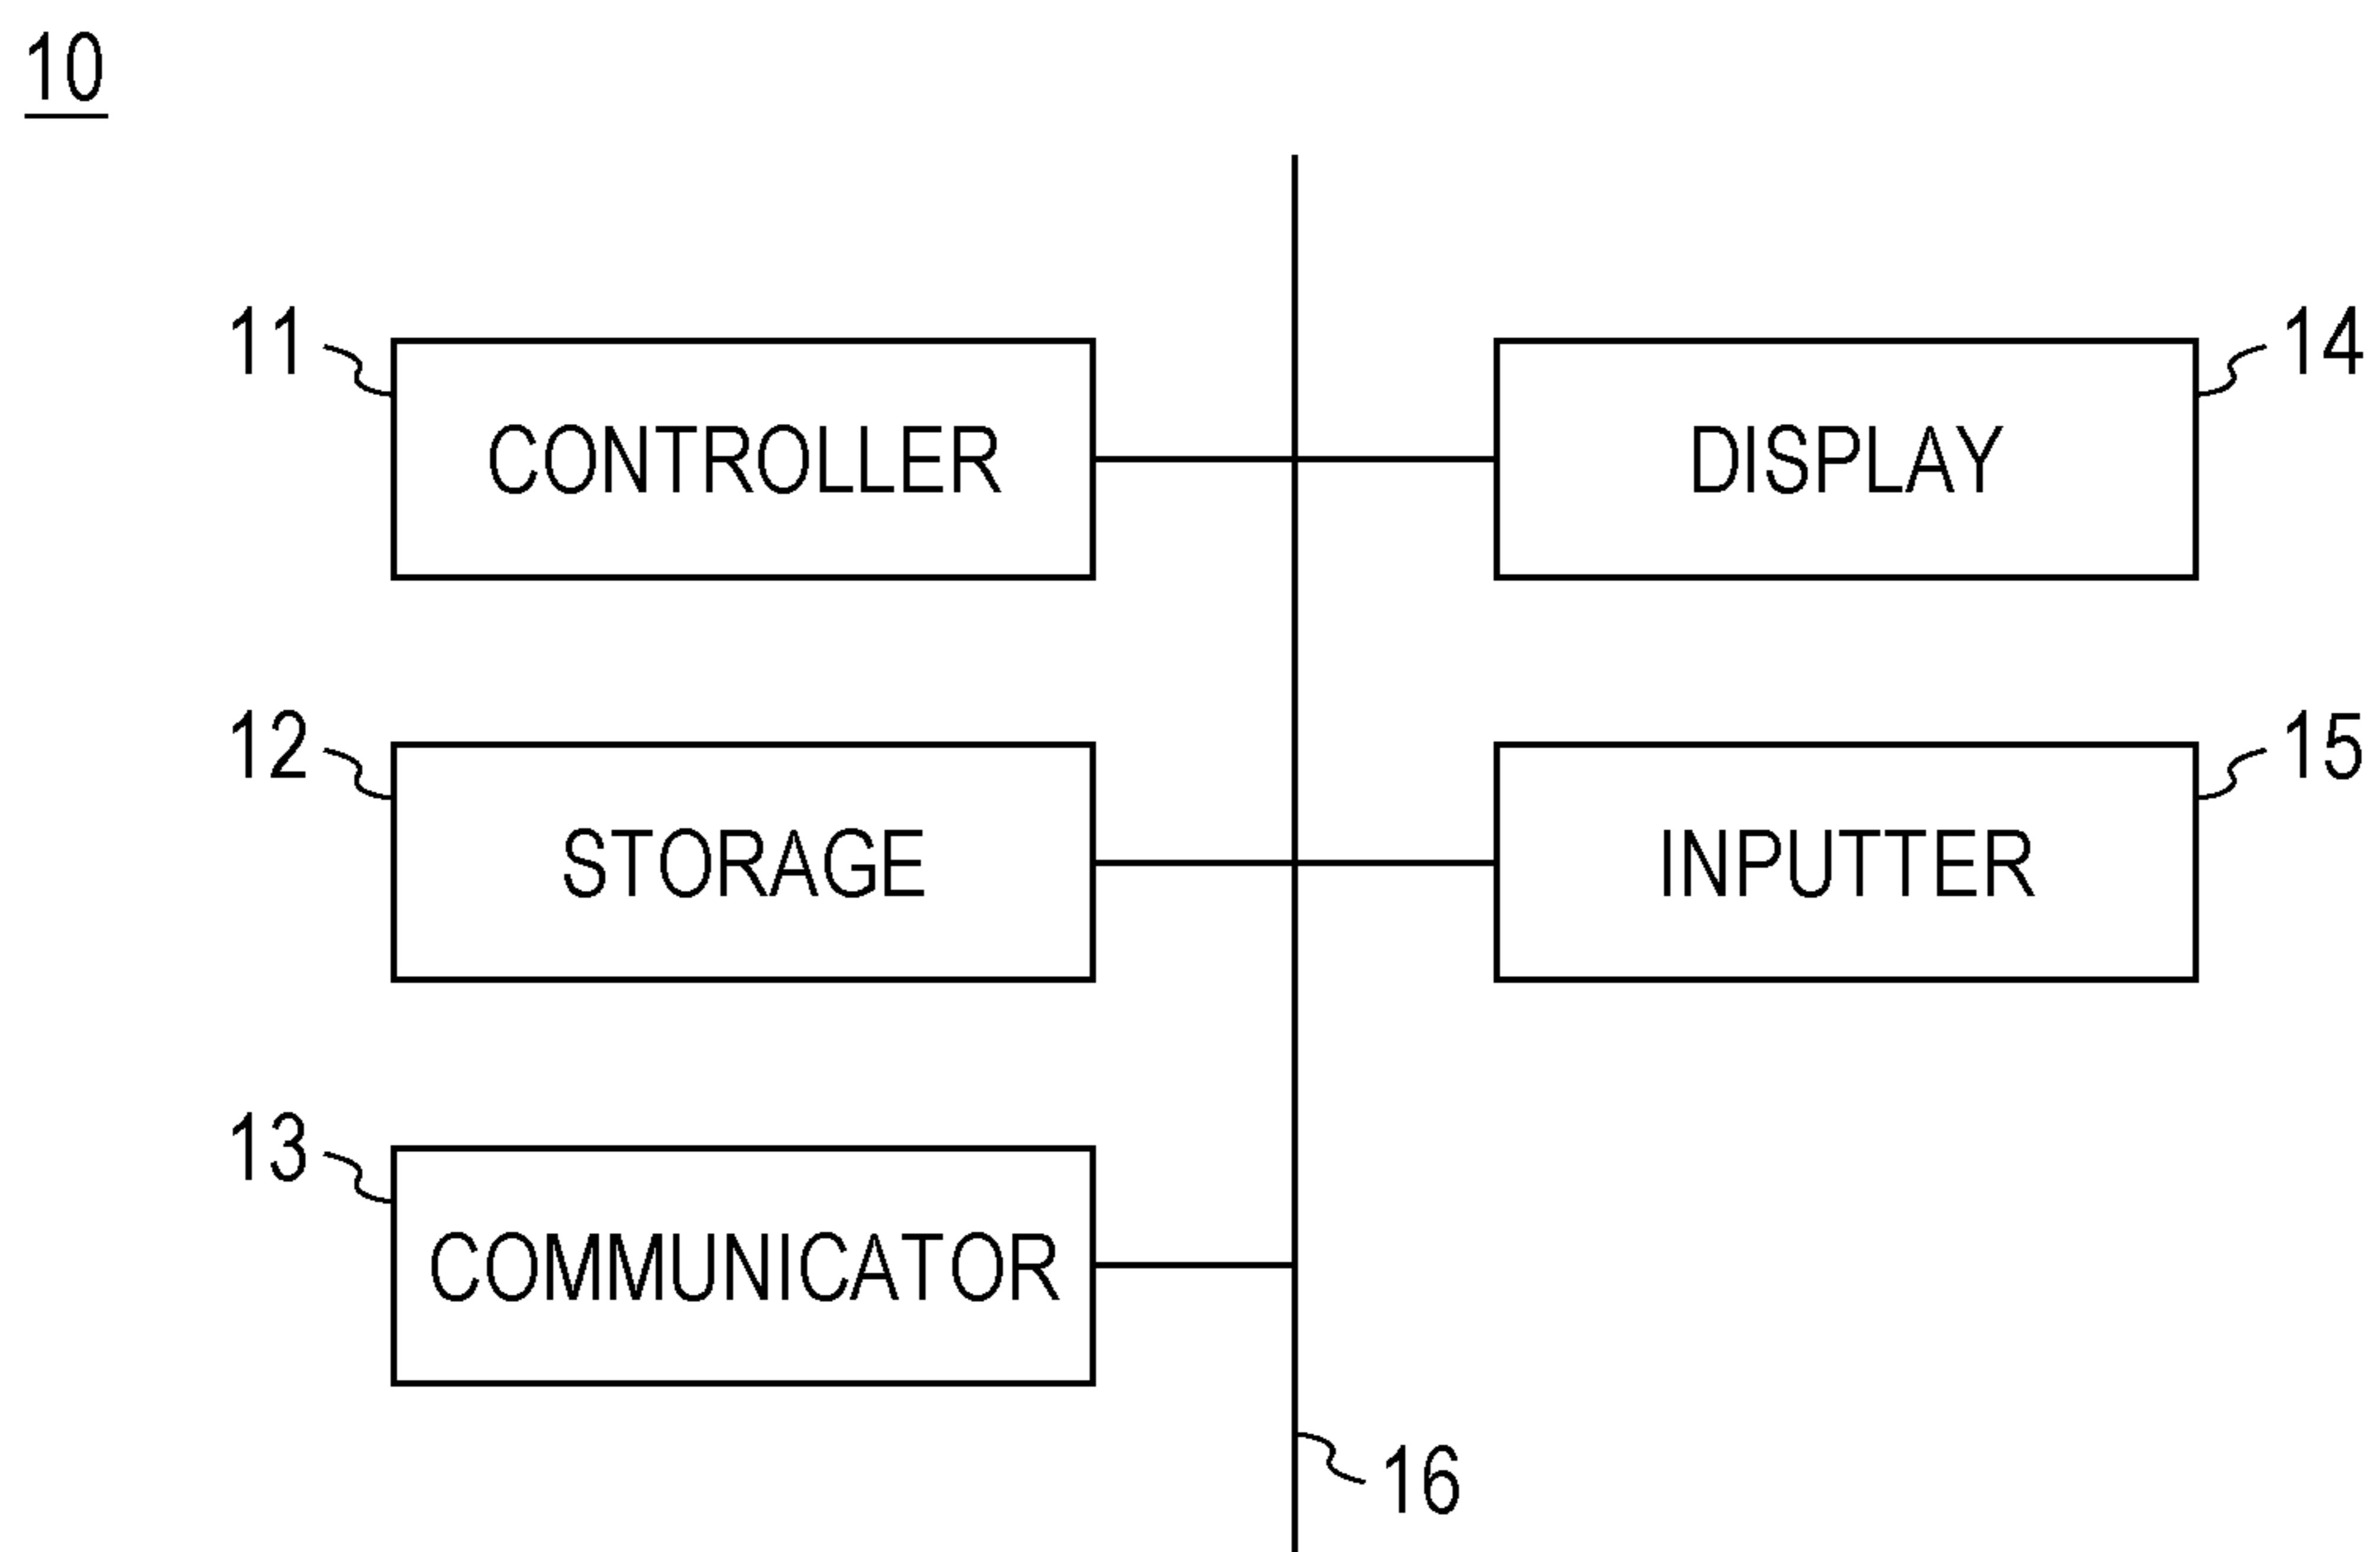 10
11
CONTROLLER
14
DISPLAY
12
STORAGE
15
INPUTTER
13
COMMUNICATOR
16